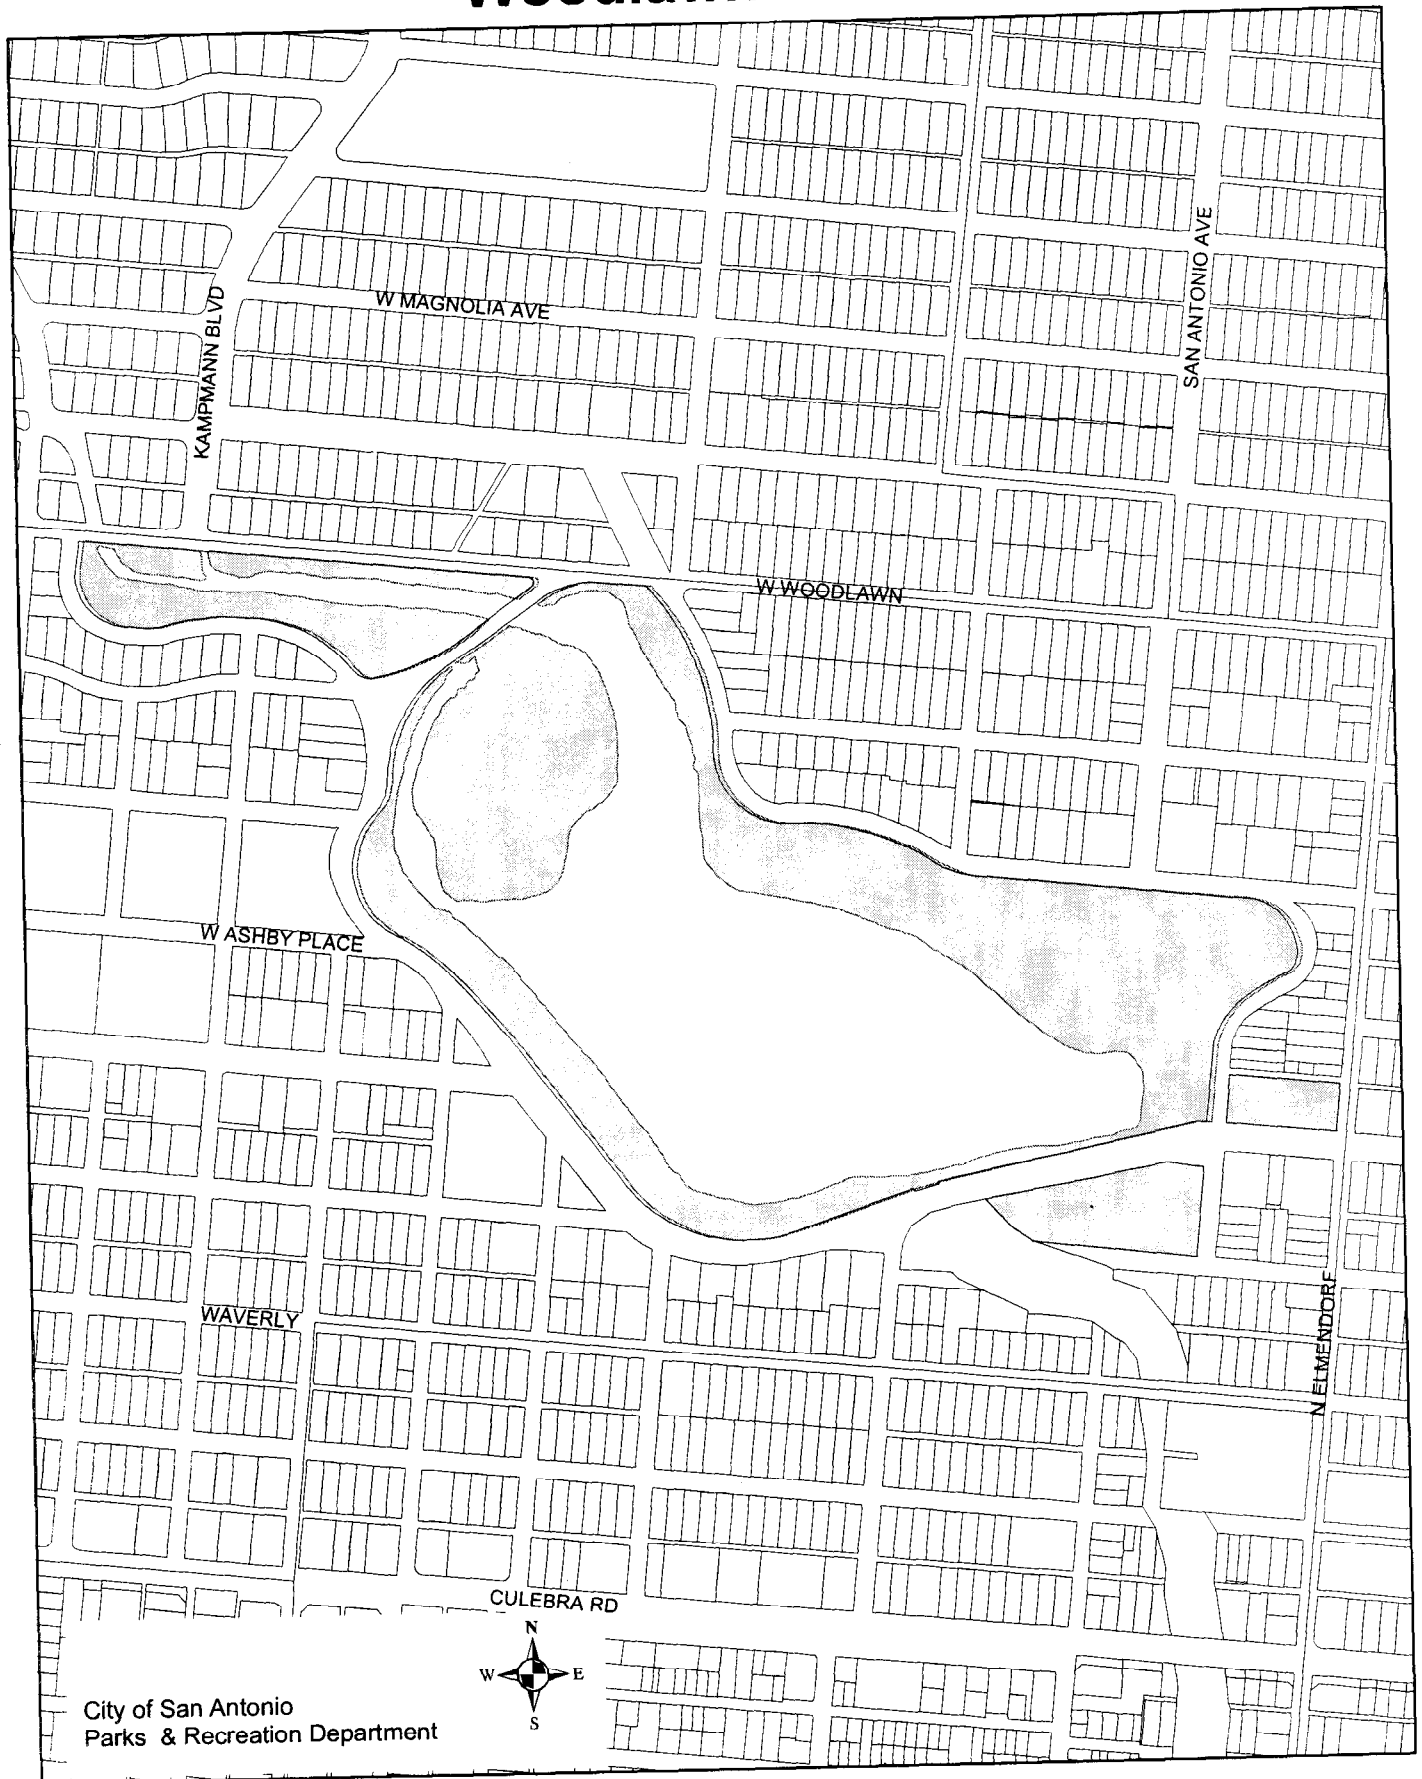 SAN ANTONIO AVE
W MAGNOLIA AVE
KAMPMANN BLVD
W WOODLAWN
W ASHBY PLACE
WAVERLY
N ELMENDORF
CULEBRA RD
N
W E
S
City of San Antonio
Parks & Recreation Department